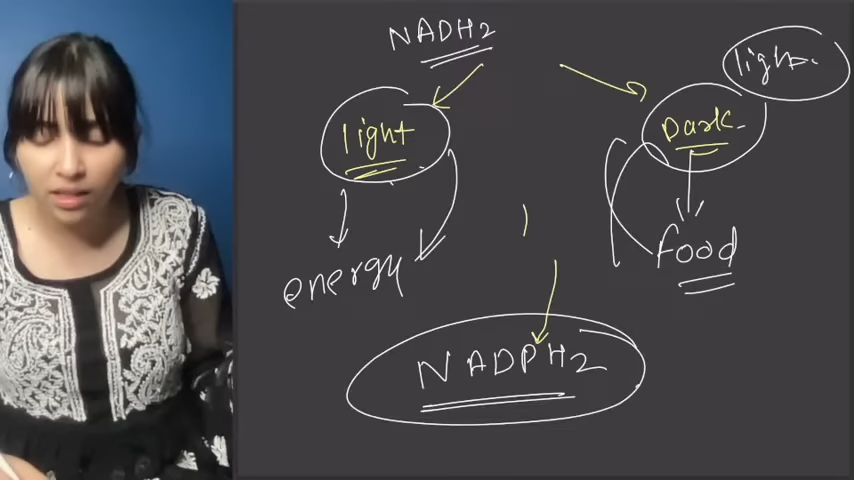 NADH2
light.
light
Dark
energy
food
NADPH2